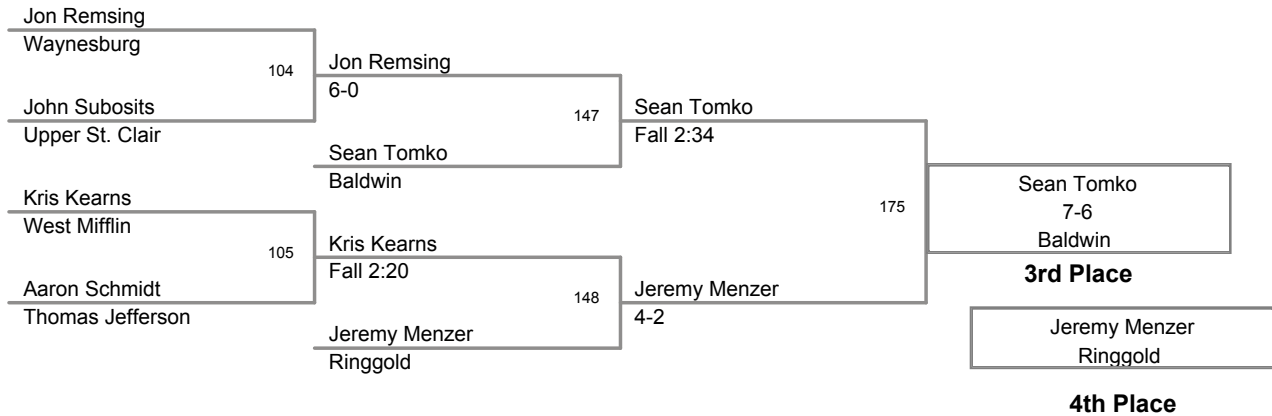 Jon Remsing
Waynesburg
104
Jon Remsing
6-0
John Subosits
Upper St. Clair
147
Sean Tomko
Fall 2:34
Sean Tomko
Baldwin
Kris Kearns
West Mifflin
105
Kris Kearns
Fall 2:20
Aaron Schmidt
Thomas Jefferson
148
Jeremy Menzer
4-2
Jeremy Menzer
Ringgold
175
Sean Tomko
7-6
Baldwin
3rd Place
Jeremy Menzer
Ringgold
4th Place